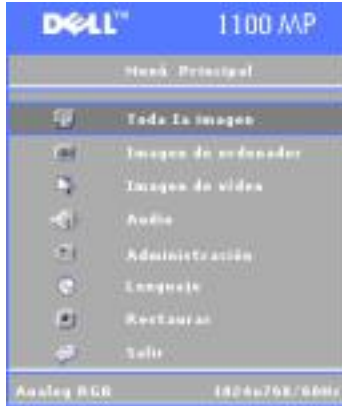 DELL™ 1100 MP
Menú Principal
Toda la imagen
Imagen de ordenador
Imagen de vídeo
Audio
Administración
Lenguaje
Restaurar
Salir
Analog RGB 1024x768/60Hz